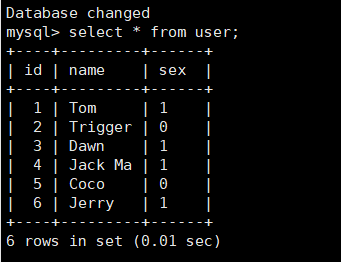 Database changed
mysql> select * from user;
+----+---------+------+
| id | name    | sex  |
+----+---------+------+
|  1 | Tom     | 1    |
|  2 | Trigger | 0    |
|  3 | Dawn    | 1    |
|  4 | Jack Ma | 1    |
|  5 | Coco    | 0    |
|  6 | Jerry   | 1    |
+----+---------+------+
6 rows in set (0.01 sec)